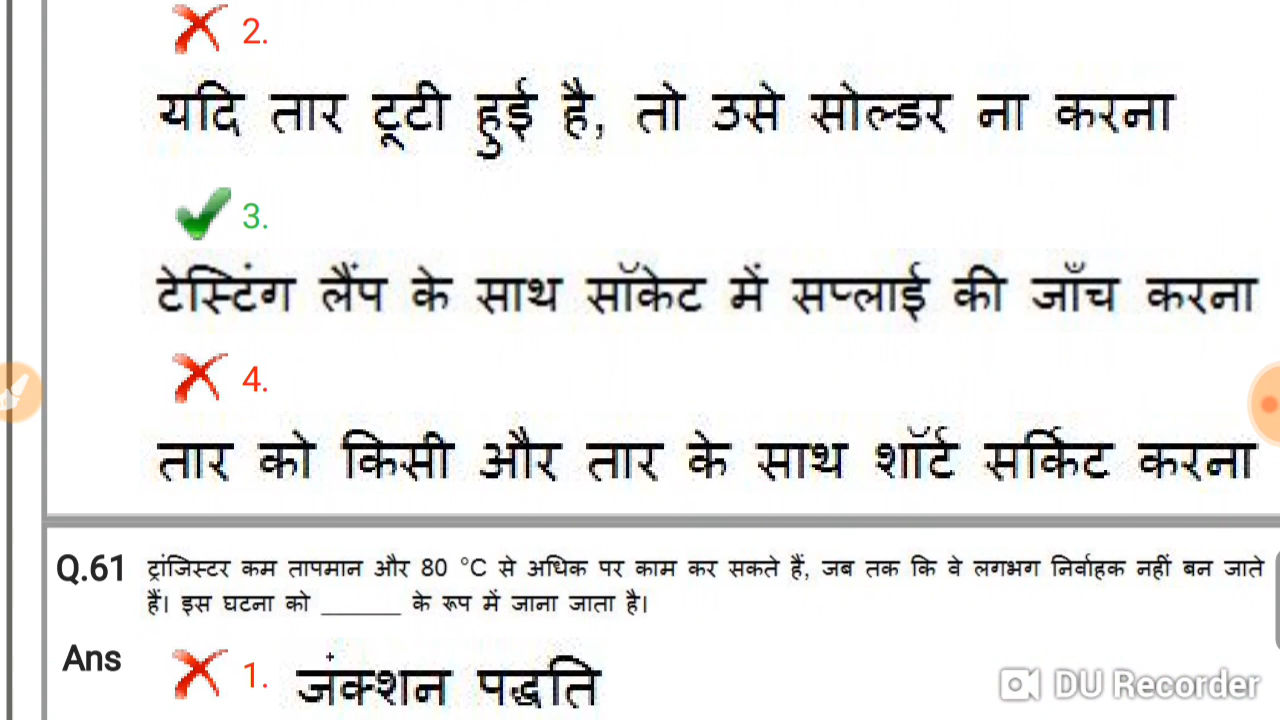 2.
यदि तार टूटी हुई है, तो उसे सोल्डर ना करना
3.
टेस्टिंग लैंप के साथ सॉकेट में सप्लाई की जाँच करना
4.
तार को किसी और तार के साथ शॉर्ट सर्किट करना
Q.61 ट्रांजिस्टर कम तापमान और 80 °C से अधिक पर काम कर सकते हैं, जब तक कि वे लगभग निर्वाहक नहीं बन जाते
हैं। इस घटना को ______ के रूप में जाना जाता है।
Ans 1. जंक्शन पद्धति
DU Recorder